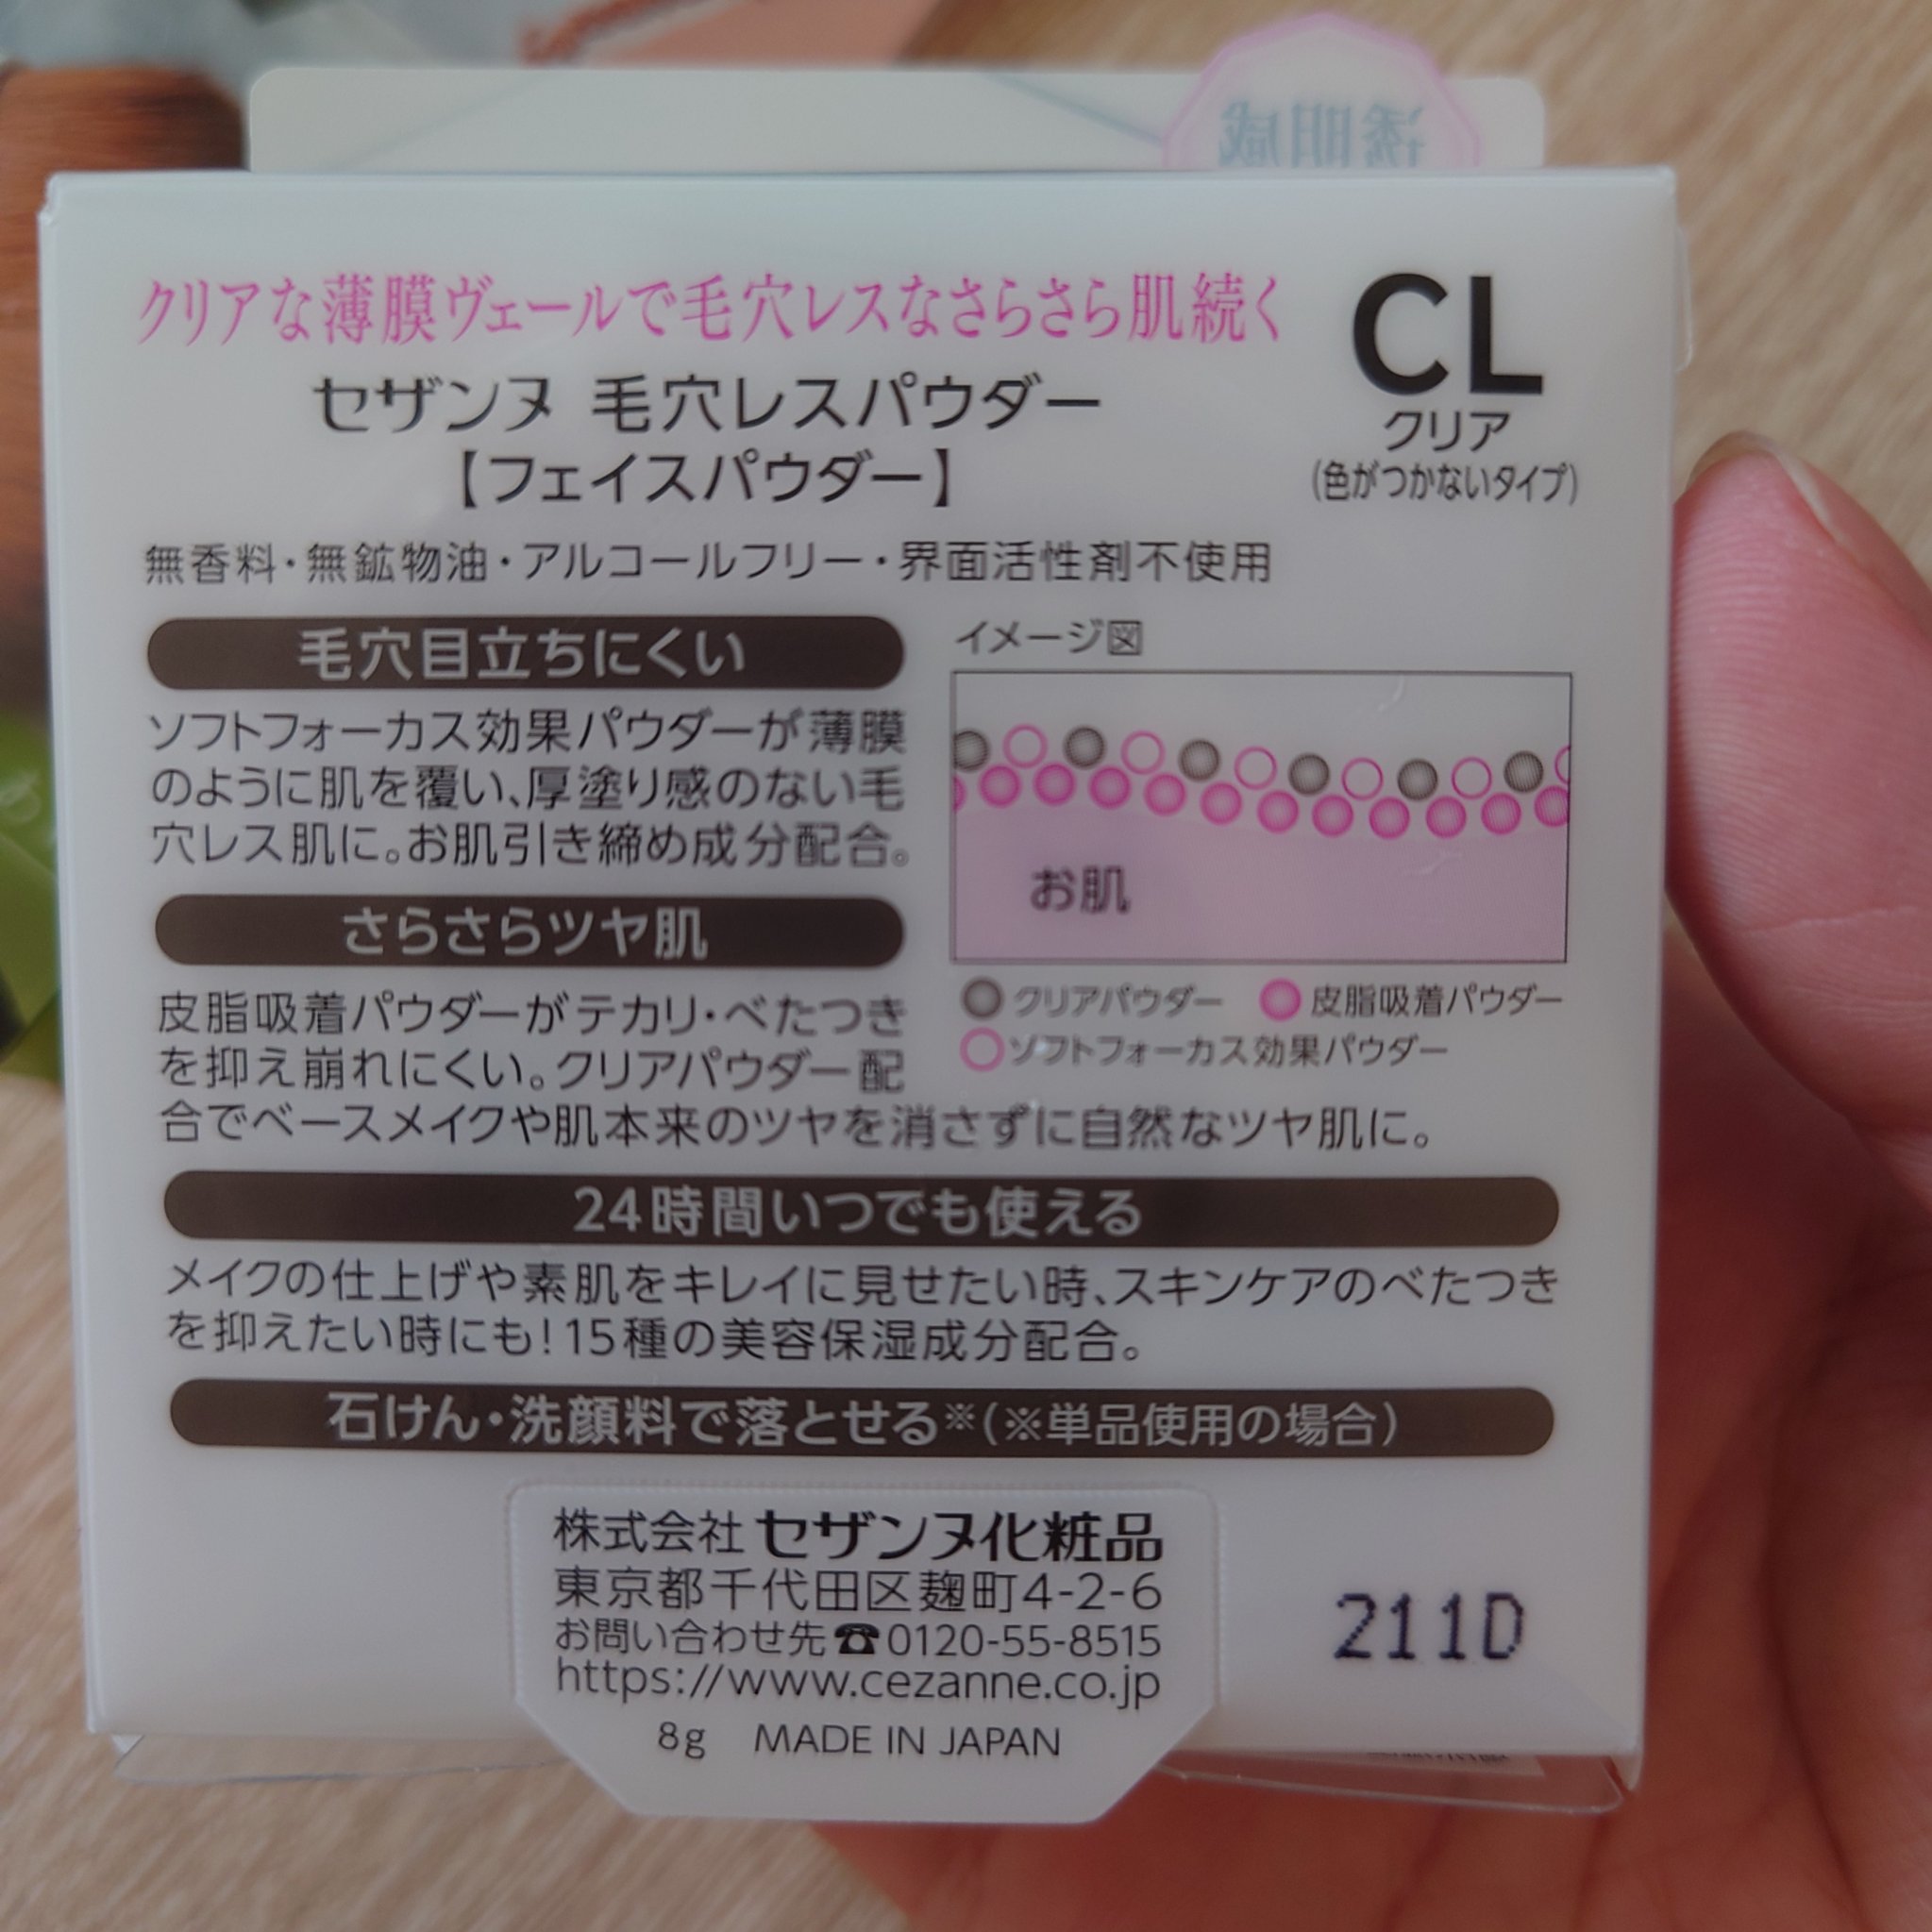 透明感
クリアな薄膜ヴェールで毛穴レスなさらさら肌続く
セザンヌ 毛穴レスパウダー
【フェイスパウダー】
CL
クリア
(色がつかないタイプ)
無香料・無鉱物油・アルコールフリー・界面活性剤不使用
毛穴目立ちにくい
ソフトフォーカス効果パウダーが薄膜
のように肌を覆い、厚塗り感のない毛
穴レス肌に。お肌引き締め成分配合。
イメージ図
お肌
クリアパウダー 皮脂吸着パウダー
ソフトフォーカス効果パウダー
さらさらツヤ肌
皮脂吸着パウダーがテカリ・べたつき
を抑え崩れにくい。クリアパウダー配
合でベースメイクや肌本来のツヤを消さずに自然なツヤ肌に。
24時間いつでも使える
メイクの仕上げや素肌をキレイに見せたい時、スキンケアのべたつき
を抑えたい時にも!15種の美容保湿成分配合。
石けん・洗顔料で落とせる※(※単品使用の場合)
株式会社 セザンヌ化粧品
東京都千代田区麹町4-2-6
お問い合わせ先☎0120-55-8515
https://www.cezanne.co.jp
8g MADE IN JAPAN
211D